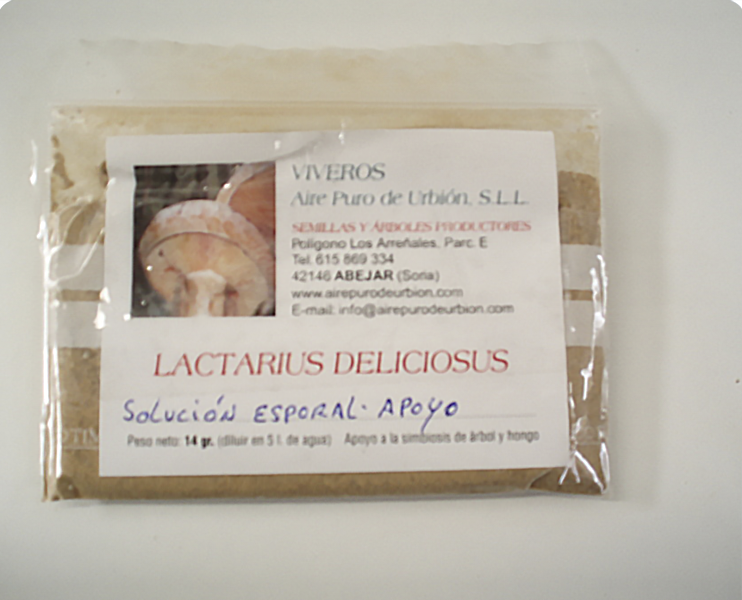 VIVEROS
Aire Puro de Urbión, S.L.L.
SEMILLAS Y ÁRBOLES PRODUCTORES
Polígono Los Arreñales, Parc. E
Tel. 615 869 334
42146 ABEJAR (Soria)
www.airepurodeurbion.com
E-mail: info@airepurodeurbion.com
LACTARIUS DELICIOSUS
SOLUCIÓN ESPORAL - APOYO
Peso neto: 14 gr. (diluir en 5 l. de agua) Apoyo a la simbiosis de árbol y hongo